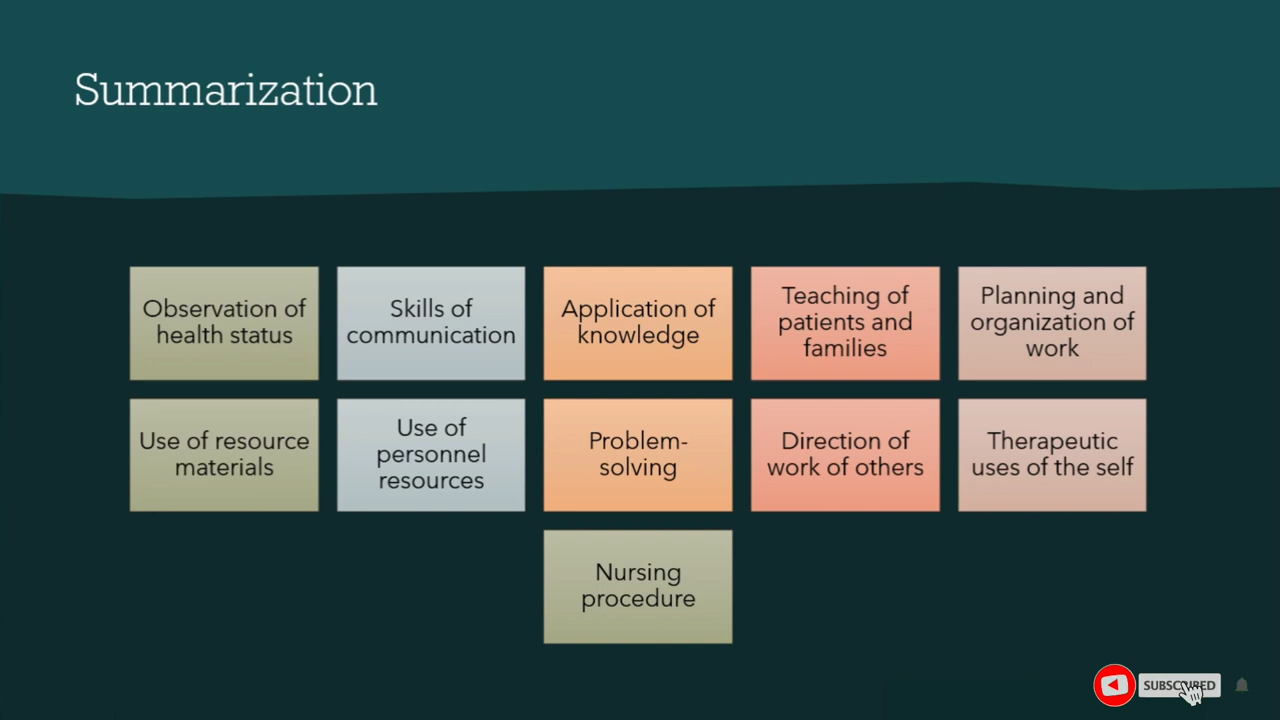 Summarization
Observation of
health status
Skills of
communication
Application of
knowledge
Teaching of
patients and
families
Planning and
organization of
work
Use of resource
materials
Use of
personnel
resources
Problem-
solving
Direction of
work of others
Therapeutic
uses of the self
Nursing
procedure
SUBSCRIBED